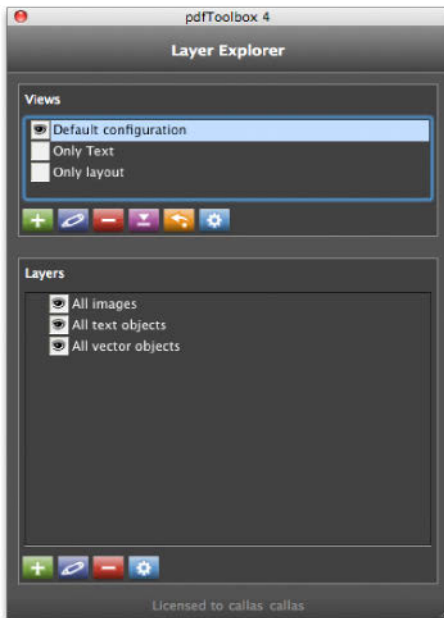 pdfToolbox 4
Layer Explorer
Views
Default configuration
Only Text
Only layout
Layers
All images
All text objects
All vector objects
Licensed to callas callas